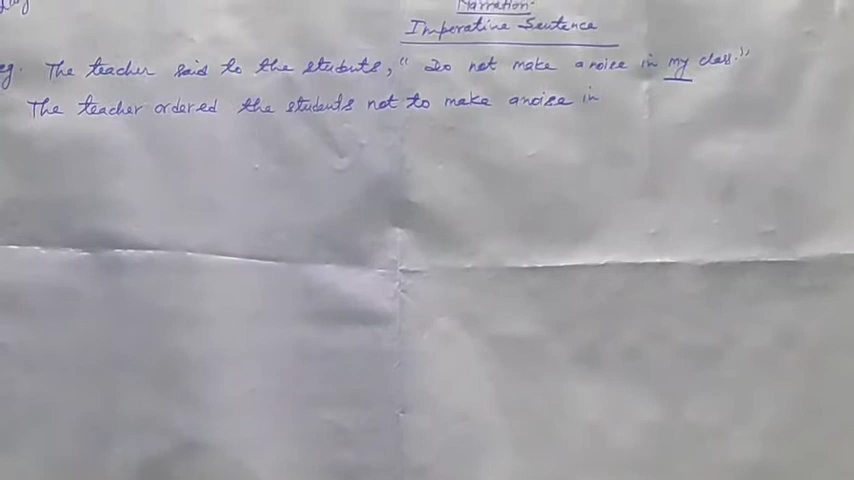 Narration
Imperative Sentence
eg. The teacher said to the students, "Do not make a noise in my class."
The teacher ordered the students not to make a noise in